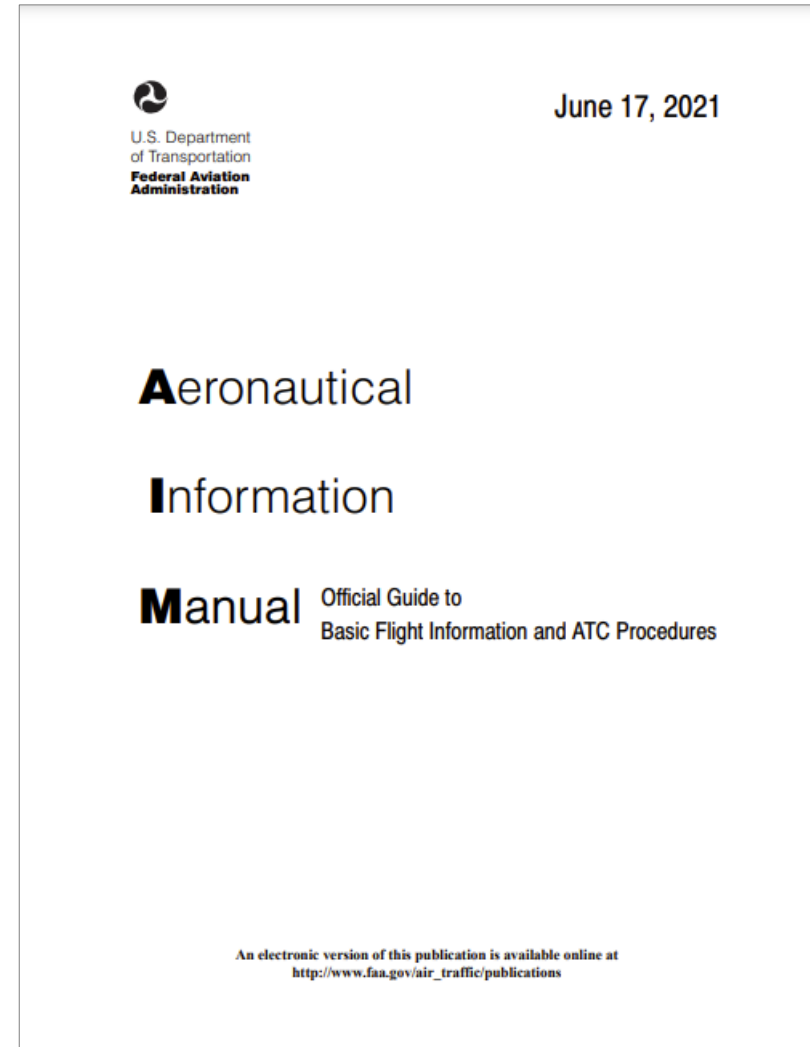 June 17, 2021
U.S. Department
of Transportation
Federal Aviation
Administration
Aeronautical
Information
Manual
Official Guide to
Basic Flight Information and ATC Procedures
An electronic version of this publication is available online at
http://www.faa.gov/air_traffic/publications